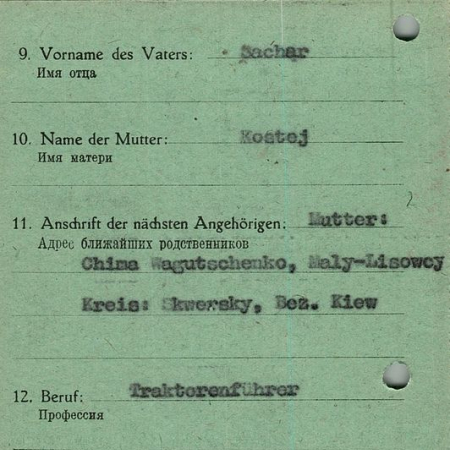 9. Vorname des Vaters: Sachar
Имя отца
10. Name der Mutter: Kostej
Имя матери
11. Anschrift der nächsten Angehörigen: Mutter:
Адрес ближайших родственников
Chima Wagutschenko, Maly-Lisowcy
Kreis: Skwersky, Bez. Kiew
12. Beruf: Traktorenführer
Профессия